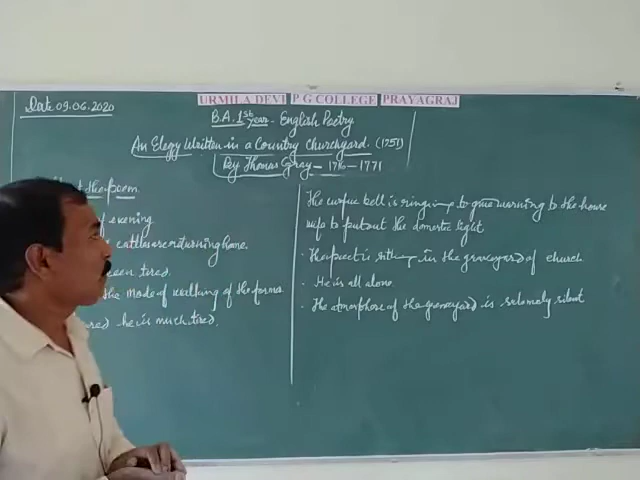 Date 09.06.2020
URMILA DEVI P G COLLEGE PRAYAGRAJ
B.A. 1st year - English Poetry
An Elegy Written in a Country Churchyard. (1751)
By Thomas Gray - 1716 - 1771
the poem
of evening
cattle are returning home.
been tired
the mode of walking of the farma
he is much tired.
The curfue bell is ringing to give warning to the house
wife to put out the domestic light
· The poet is sitting in the graveyard of church
· He is all alone.
· The atmosphere of the graveyard is solemnly silent